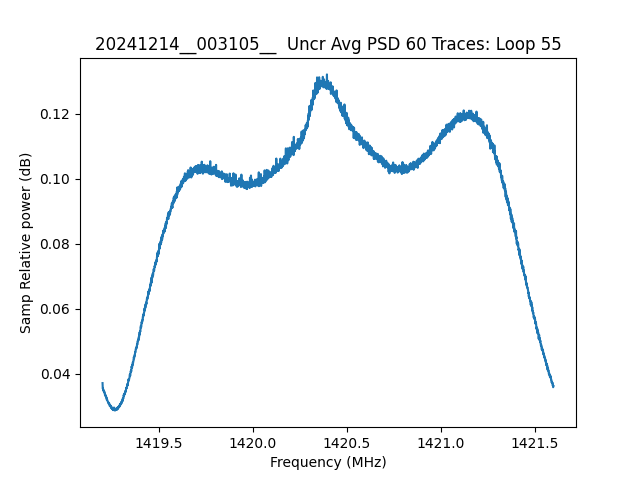 20241214__003105__  Uncr Avg PSD 60 Traces: Loop 55
Samp Relative power (dB)
0.12
0.10
0.08
0.06
0.04
1419.5 1420.0 1420.5 1421.0 1421.5
Frequency (MHz)